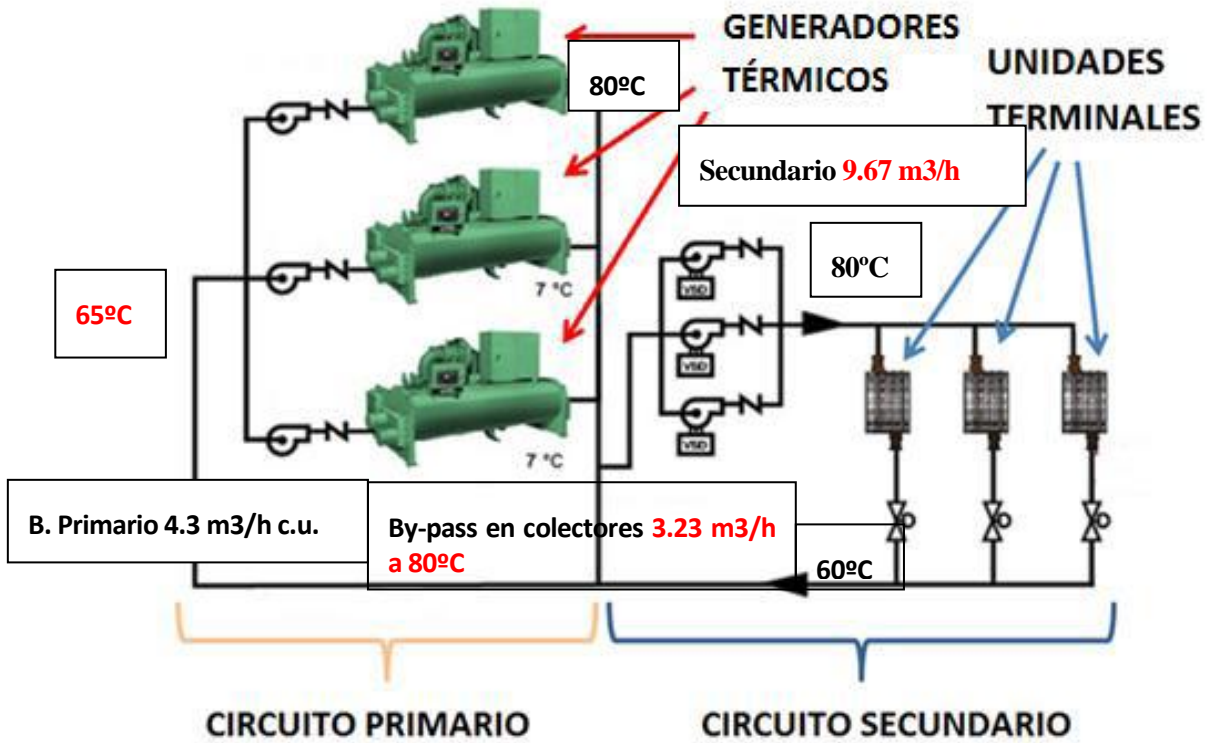 GENERADORES
TÉRMICOS
80ºC
UNIDADES
TERMINALES
Secundario 9.67 m3/h
7 °C
80ºC
VSD
VSD
VSD
65ºC
7 °C
B. Primario 4.3 m3/h c.u.
By-pass en colectores 3.23 m3/h
a 80ºC
60ºC
CIRCUITO PRIMARIO
CIRCUITO SECUNDARIO